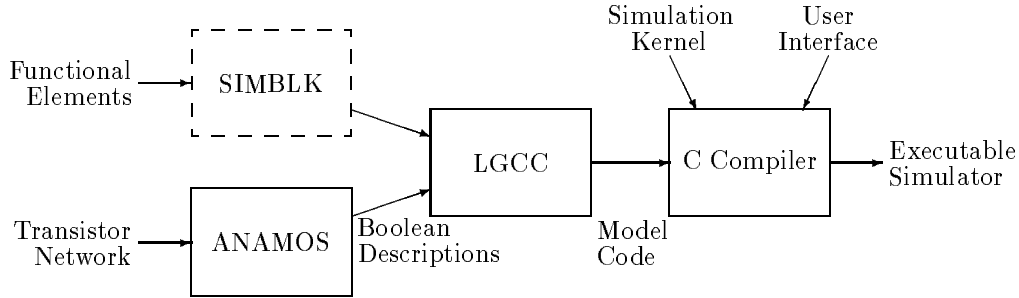 Simulation
Kernel
User
Interface
Functional
Elements
SIMBLK
LGCC
C Compiler
Executable
Simulator
Transistor
Network
ANAMOS
Boolean
Descriptions
Model
Code